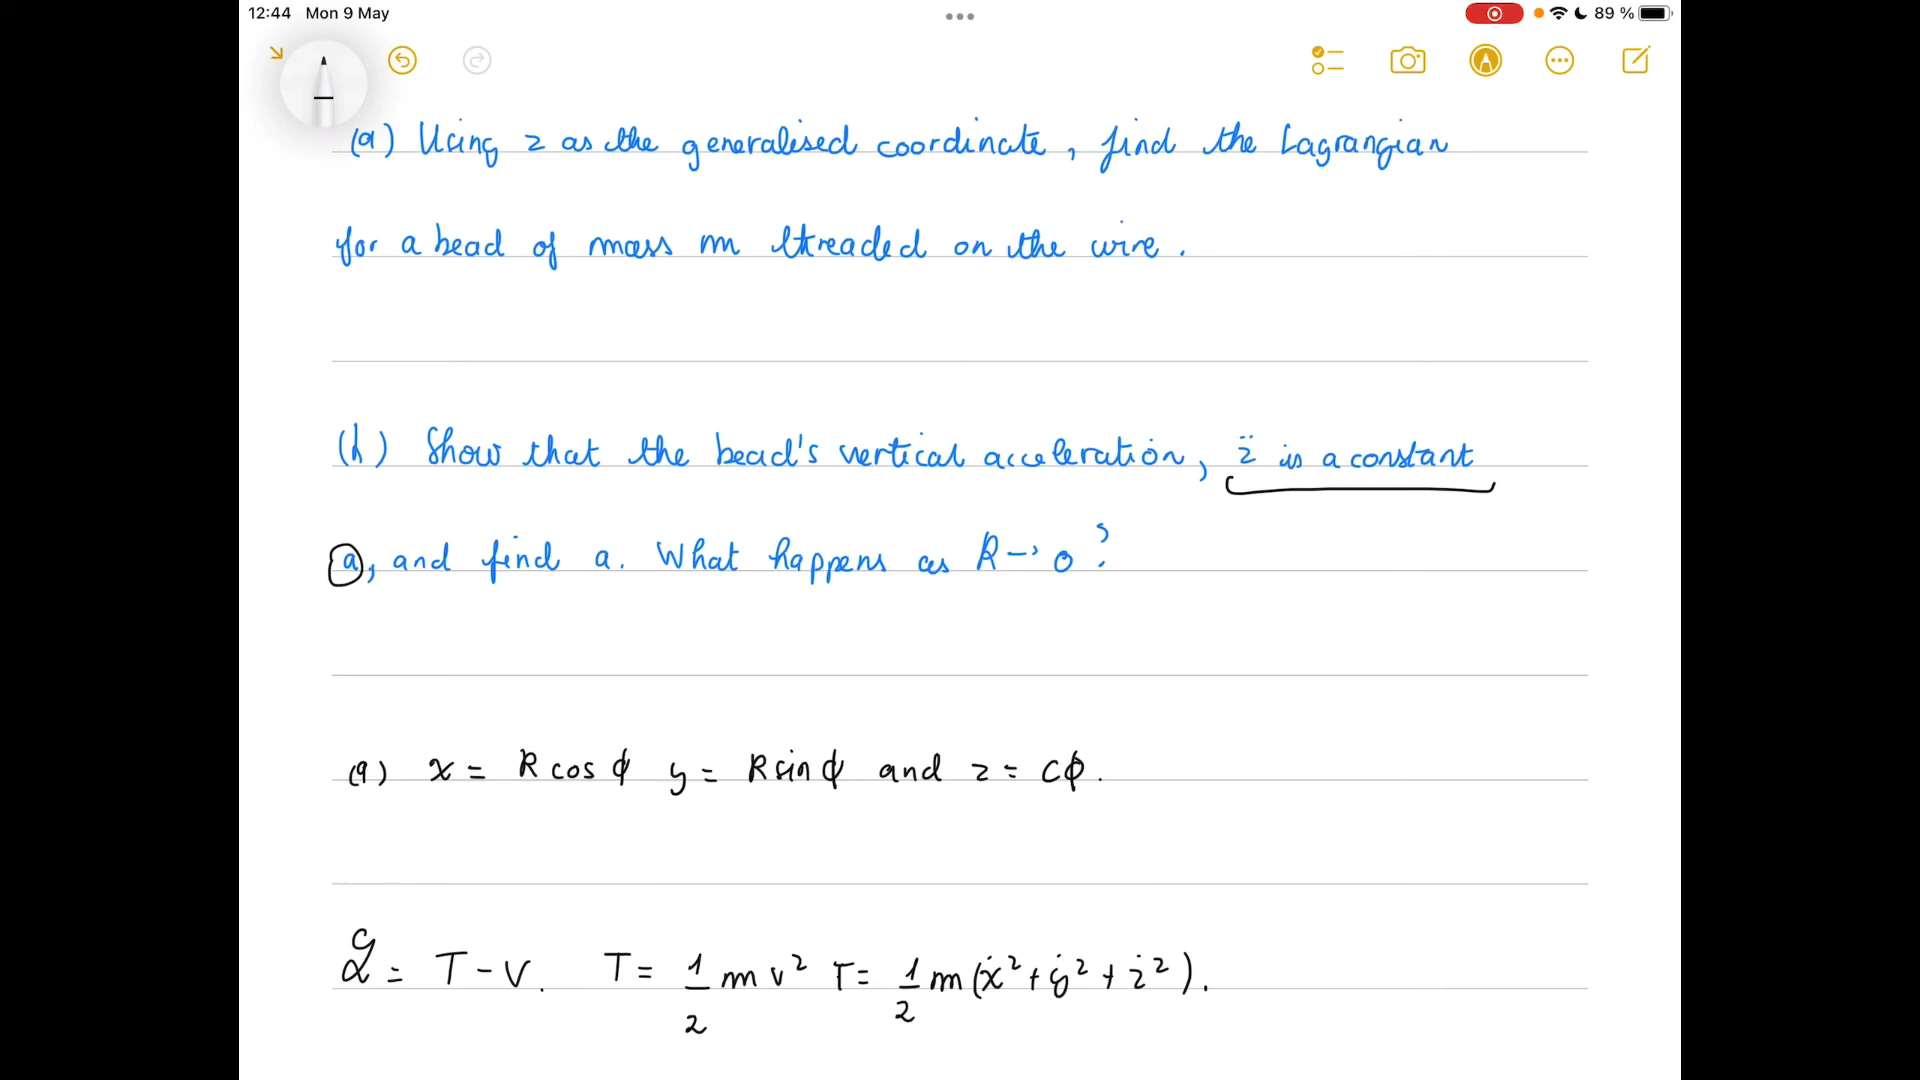 12:44 Mon 9 May 89 %
(a) Using z as the generalised coordinate, find the Lagrangian
for a bead of mass m threaded on the wire.
(b) Show that the bead's vertical acceleration, z̈ is a constant
a, and find a. What happens as R→0?
(a) x = R cos ϕ y = R sin ϕ and z = cϕ.
ℒ = T - V. T = 1/2 m v² T = 1/2 m (ẋ² + ẏ² + ż²).